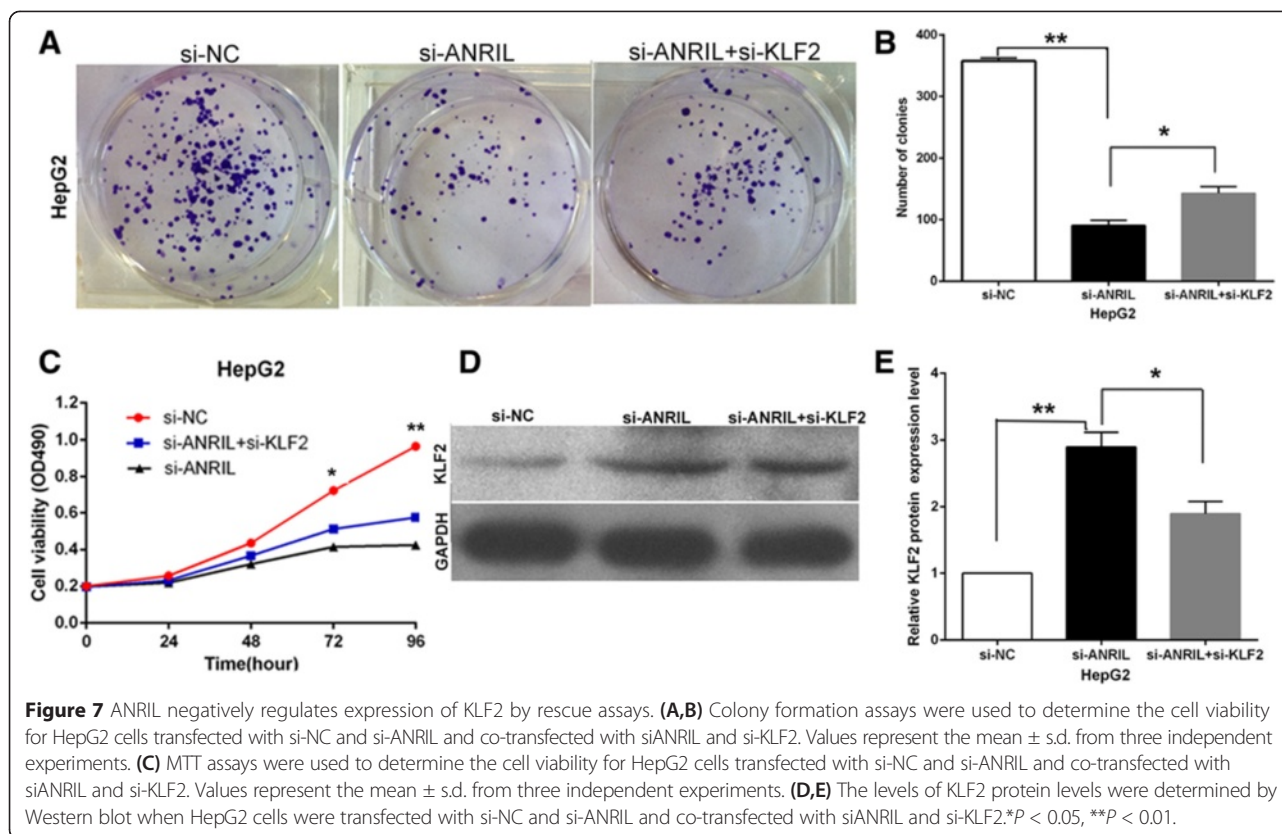 A
si-NC
si-ANRIL
si-ANRIL+si-KLF2
HepG2
B
Number of clonies
400
300
200
100
0
**
*
si-NC
si-ANRIL
si-ANRIL+si-KLF2
HepG2
C
HepG2
Cell viability (OD490)
1.2
1.0
0.8
0.6
0.4
0.2
0.0
si-NC
si-ANRIL+si-KLF2
si-ANRIL
*
**
0 24 48 72 96
Time(hour)
D
si-NC
si-ANRIL
si-ANRIL+si-KLF2
KLF2
GAPDH
E
Relative KLF2 protein expression level
4
3
2
1
0
**
*
si-NC
si-ANRIL
si-ANRIL+si-KLF2
HepG2
Figure 7 ANRIL negatively regulates expression of KLF2 by rescue assays. (A,B) Colony formation assays were used to determine the cell viability
for HepG2 cells transfected with si-NC and si-ANRIL and co-transfected with siANRIL and si-KLF2. Values represent the mean ± s.d. from three independent
experiments. (C) MTT assays were used to determine the cell viability for HepG2 cells transfected with si-NC and si-ANRIL and co-transfected with
siANRIL and si-KLF2. Values represent the mean ± s.d. from three independent experiments. (D,E) The levels of KLF2 protein levels were determined by
Western blot when HepG2 cells were transfected with si-NC and si-ANRIL and co-transfected with siANRIL and si-KLF2.*P < 0.05, **P < 0.01.